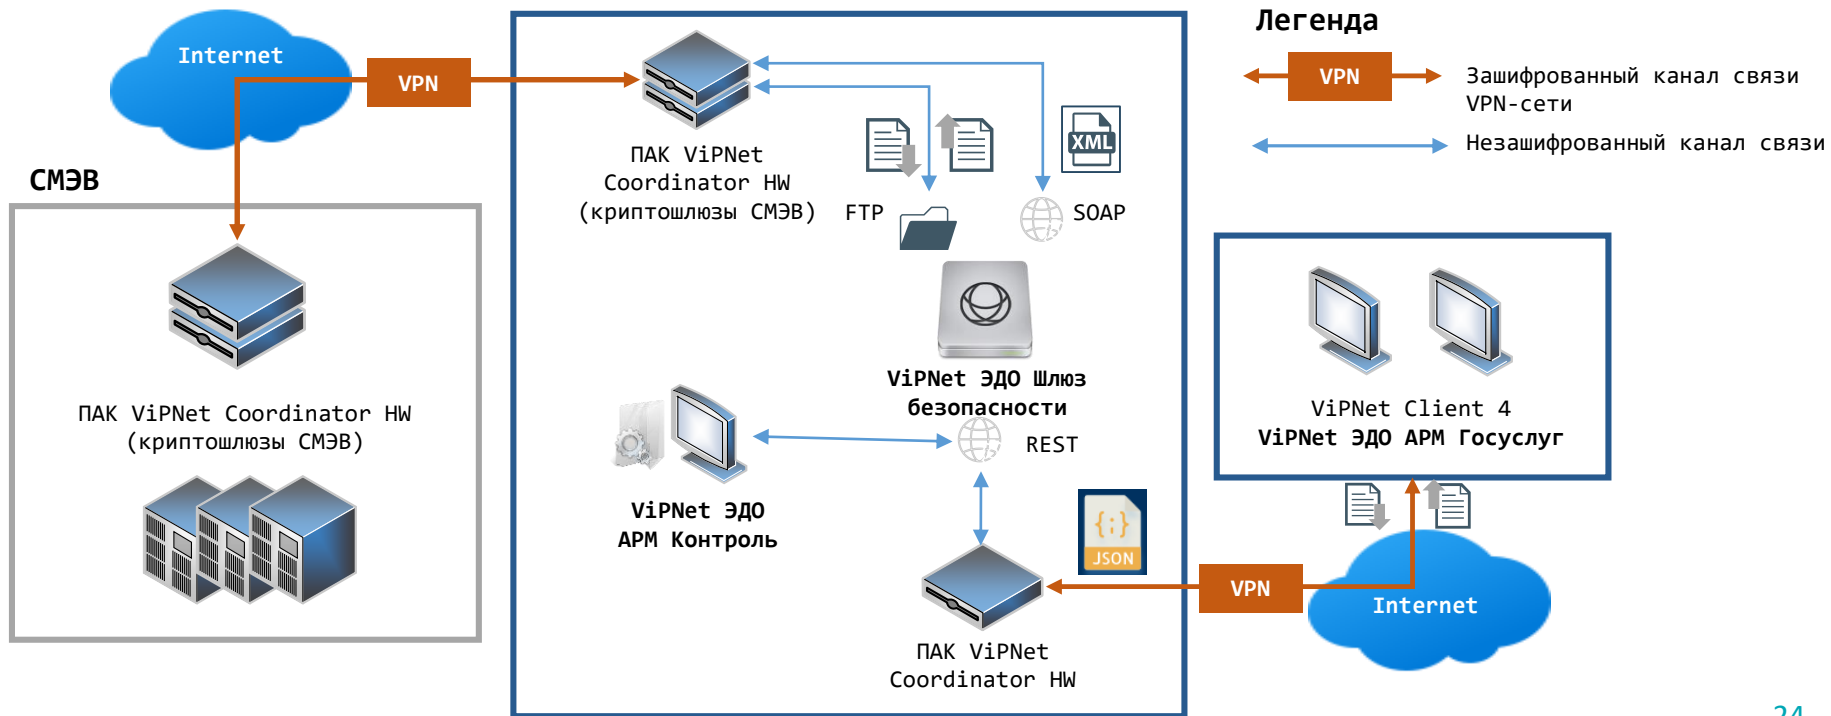 Internet
VPN
СМЭВ
ПАК ViPNet Coordinator HW
(криптошлюзы СМЭВ)
ПАК ViPNet
Coordinator HW
(криптошлюзы СМЭВ)
FTP
XML
SOAP
ViPNet ЭДО Шлюз
безопасности
REST
ViPNet ЭДО
АРМ Контроль
{;}
JSON
ПАК ViPNet
Coordinator HW
VPN
Internet
ViPNet Client 4
ViPNet ЭДО АРМ Госуслуг
Легенда
VPN
Зашифрованный канал связи
VPN-сети
Незашифрованный канал связи
24